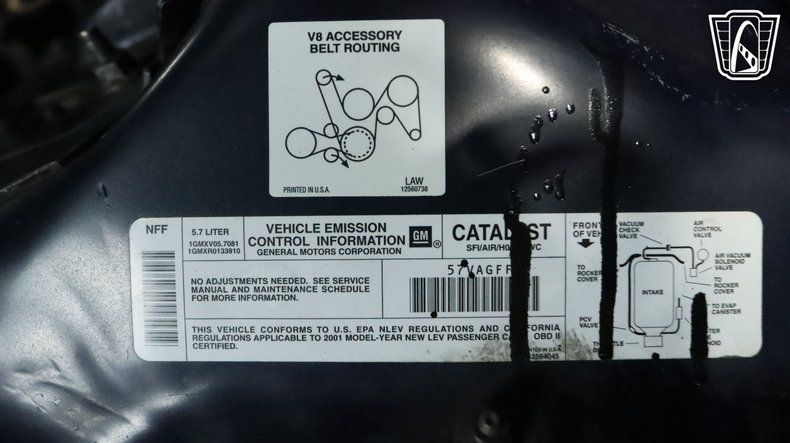 V8 ACCESSORY
BELT ROUTING
PRINTED IN U.S.A.
LAW
12560738
NFF
5.7 LITER
1GMXV05.7081
1GMXR0133910
VEHICLE EMISSION
CONTROL INFORMATION
GENERAL MOTORS CORPORATION
GM
®
SFI/AIR/
NO ADJUSTMENTS NEEDED. SEE SERVICE
MANUAL AND MAINTENANCE SCHEDULE
FOR MORE INFORMATION.
THIS VEHICLE CONFORMS TO U.S. EPA NLEV REGULATIONS AND
REGULATIONS APPLICABLE TO 2001 MODEL-YEAR NEW LEV PASSENGER OBD II
CERTIFIED.
FRONT
VACUUM
CHECK
VALVE
AIR
CONTROL
VALVE
AIR VACUUM
SOLENOID
VALVE
TO
ROCKER
COVER
TO
ROCKER
COVER
INTAKE
TO EVAP
CANISTER
PCV
VALVE